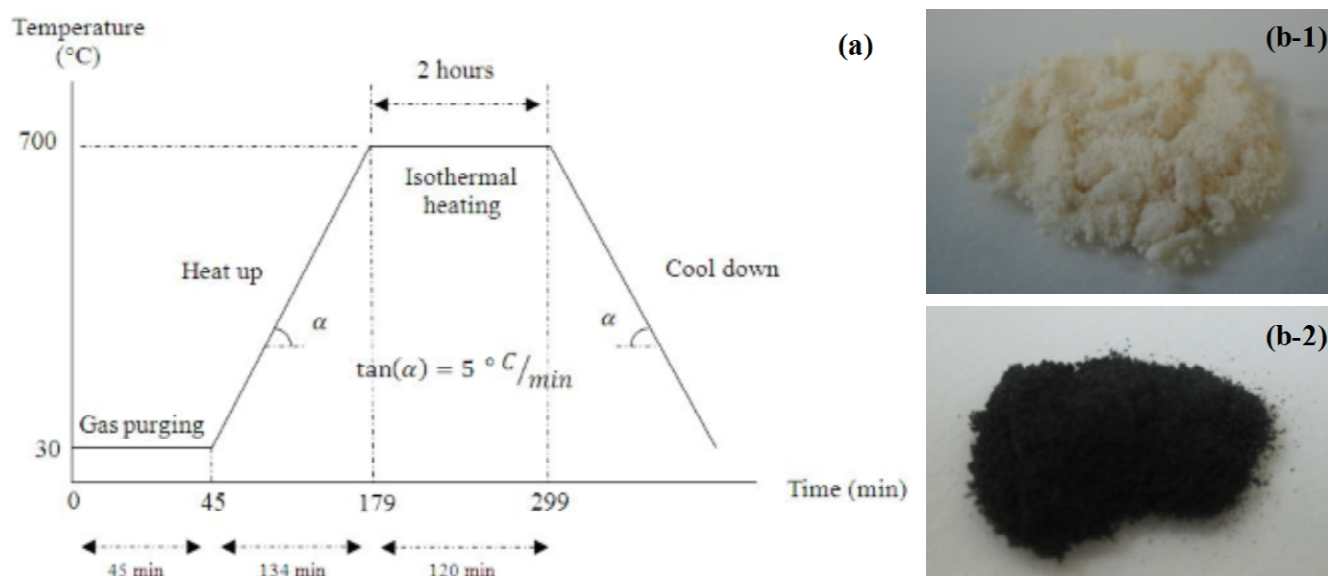 Temperature
(°C)
(a)
(b-1)
2 hours
700
Isothermal
heating
Heat up
Cool down
α
α
tan(α) = 5 °C/min
(b-2)
Gas purging
30
0
45
179
299
Time (min)
45 min
134 min
120 min